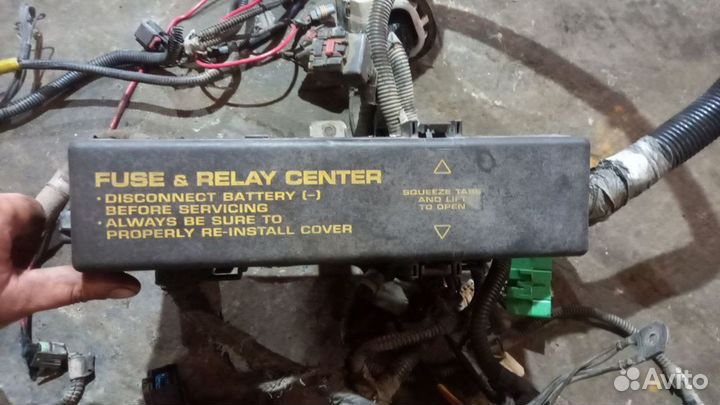 FUSE & RELAY CENTER
• DISCONNECT BATTERY (-)
BEFORE SERVICING
• ALWAYS BE SURE TO
PROPERLY RE-INSTALL COVER
SQUEEZE TABS
AND LIFT
TO OPEN
Avito